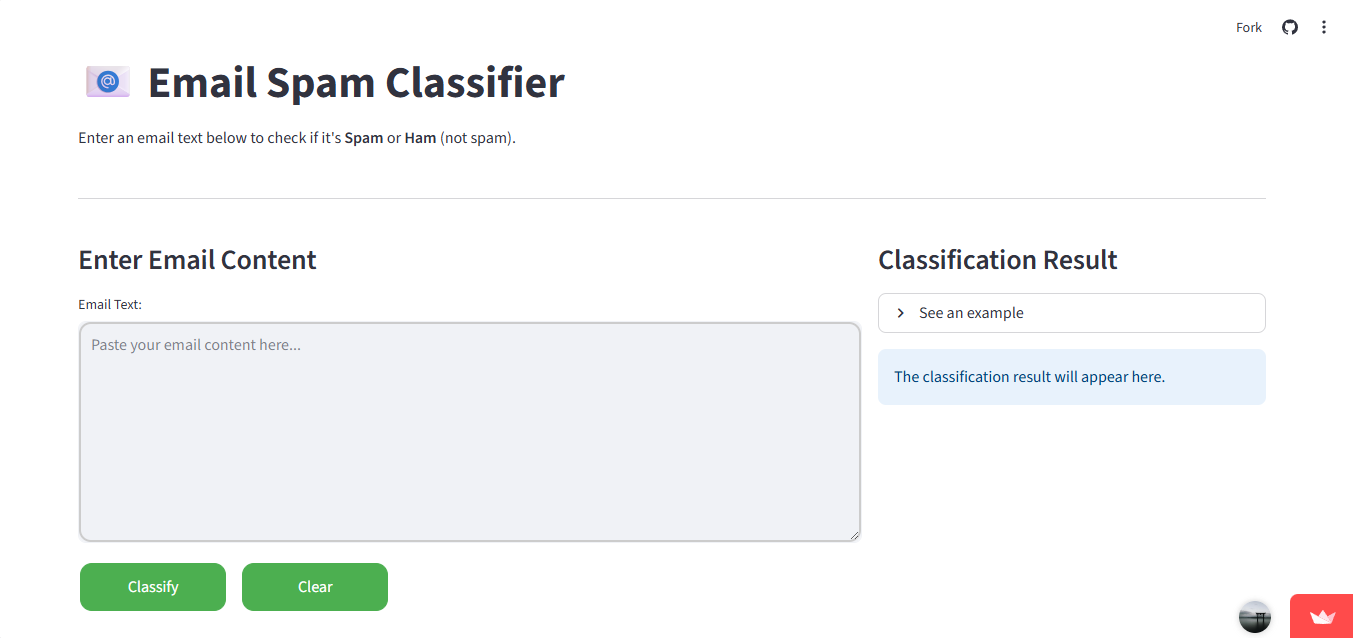 Fork
Email Spam Classifier
Enter an email text below to check if it's Spam or Ham (not spam).
Enter Email Content
Email Text:
Paste your email content here...
Classify
Clear
Classification Result
See an example
The classification result will appear here.